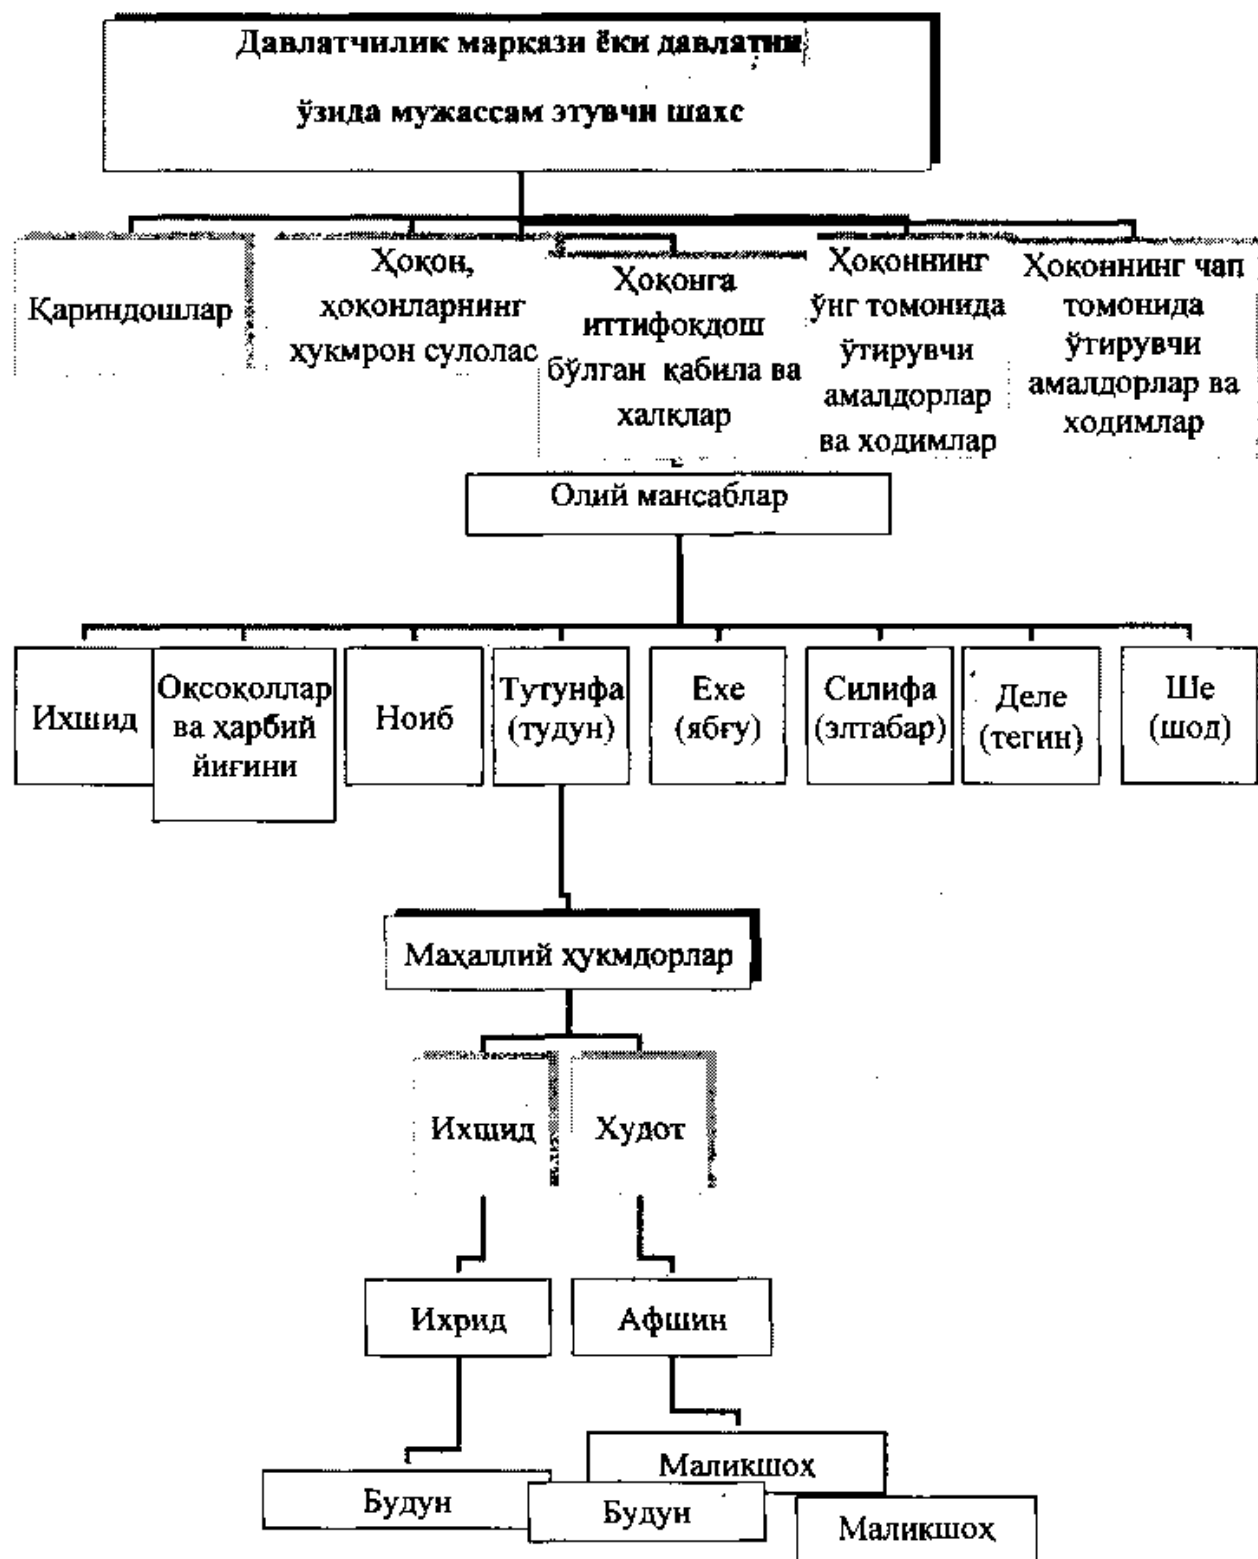 Давлатчилик маркази ёки давлатни
ўзида мужассам этувчи шахс
Қариндошлар
Ҳоқон,
ҳоқонларнинг
ҳукмрон сулолас
Ҳоқонга
иттифоқдош
бўлган қабила ва
халқлар
Ҳоқоннинг
ўнг томонида
ўтирувчи
амалдорлар
ва ходимлар
Ҳоқоннинг чап
томонида
ўтирувчи
амалдорлар ва
ходимлар
Олий мансаблар
Ихшид
Оқсоқоллар
ва ҳарбий
йиғини
Ноиб
Тутунфа
(тудун)
Ехе
(ябғу)
Силифа
(элтабар)
Деле
(тегин)
Ше
(шод)
Маҳаллий ҳукмдорлар
Ихшид
Худот
Ихрид
Афшин
Будун
Маликшоҳ
Будун
Маликшоҳ